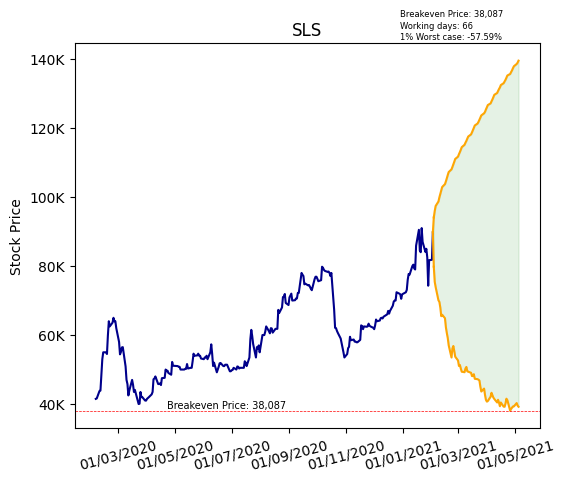 Breakeven Price: 38,087
Working days: 66
1% Worst case: -57.59%
SLS
Stock Price
140K
120K
100K
80K
60K
40K
Breakeven Price: 38,087
01/03/2020
01/05/2020
01/07/2020
01/09/2020
01/11/2020
01/01/2021
01/03/2021
01/05/2021